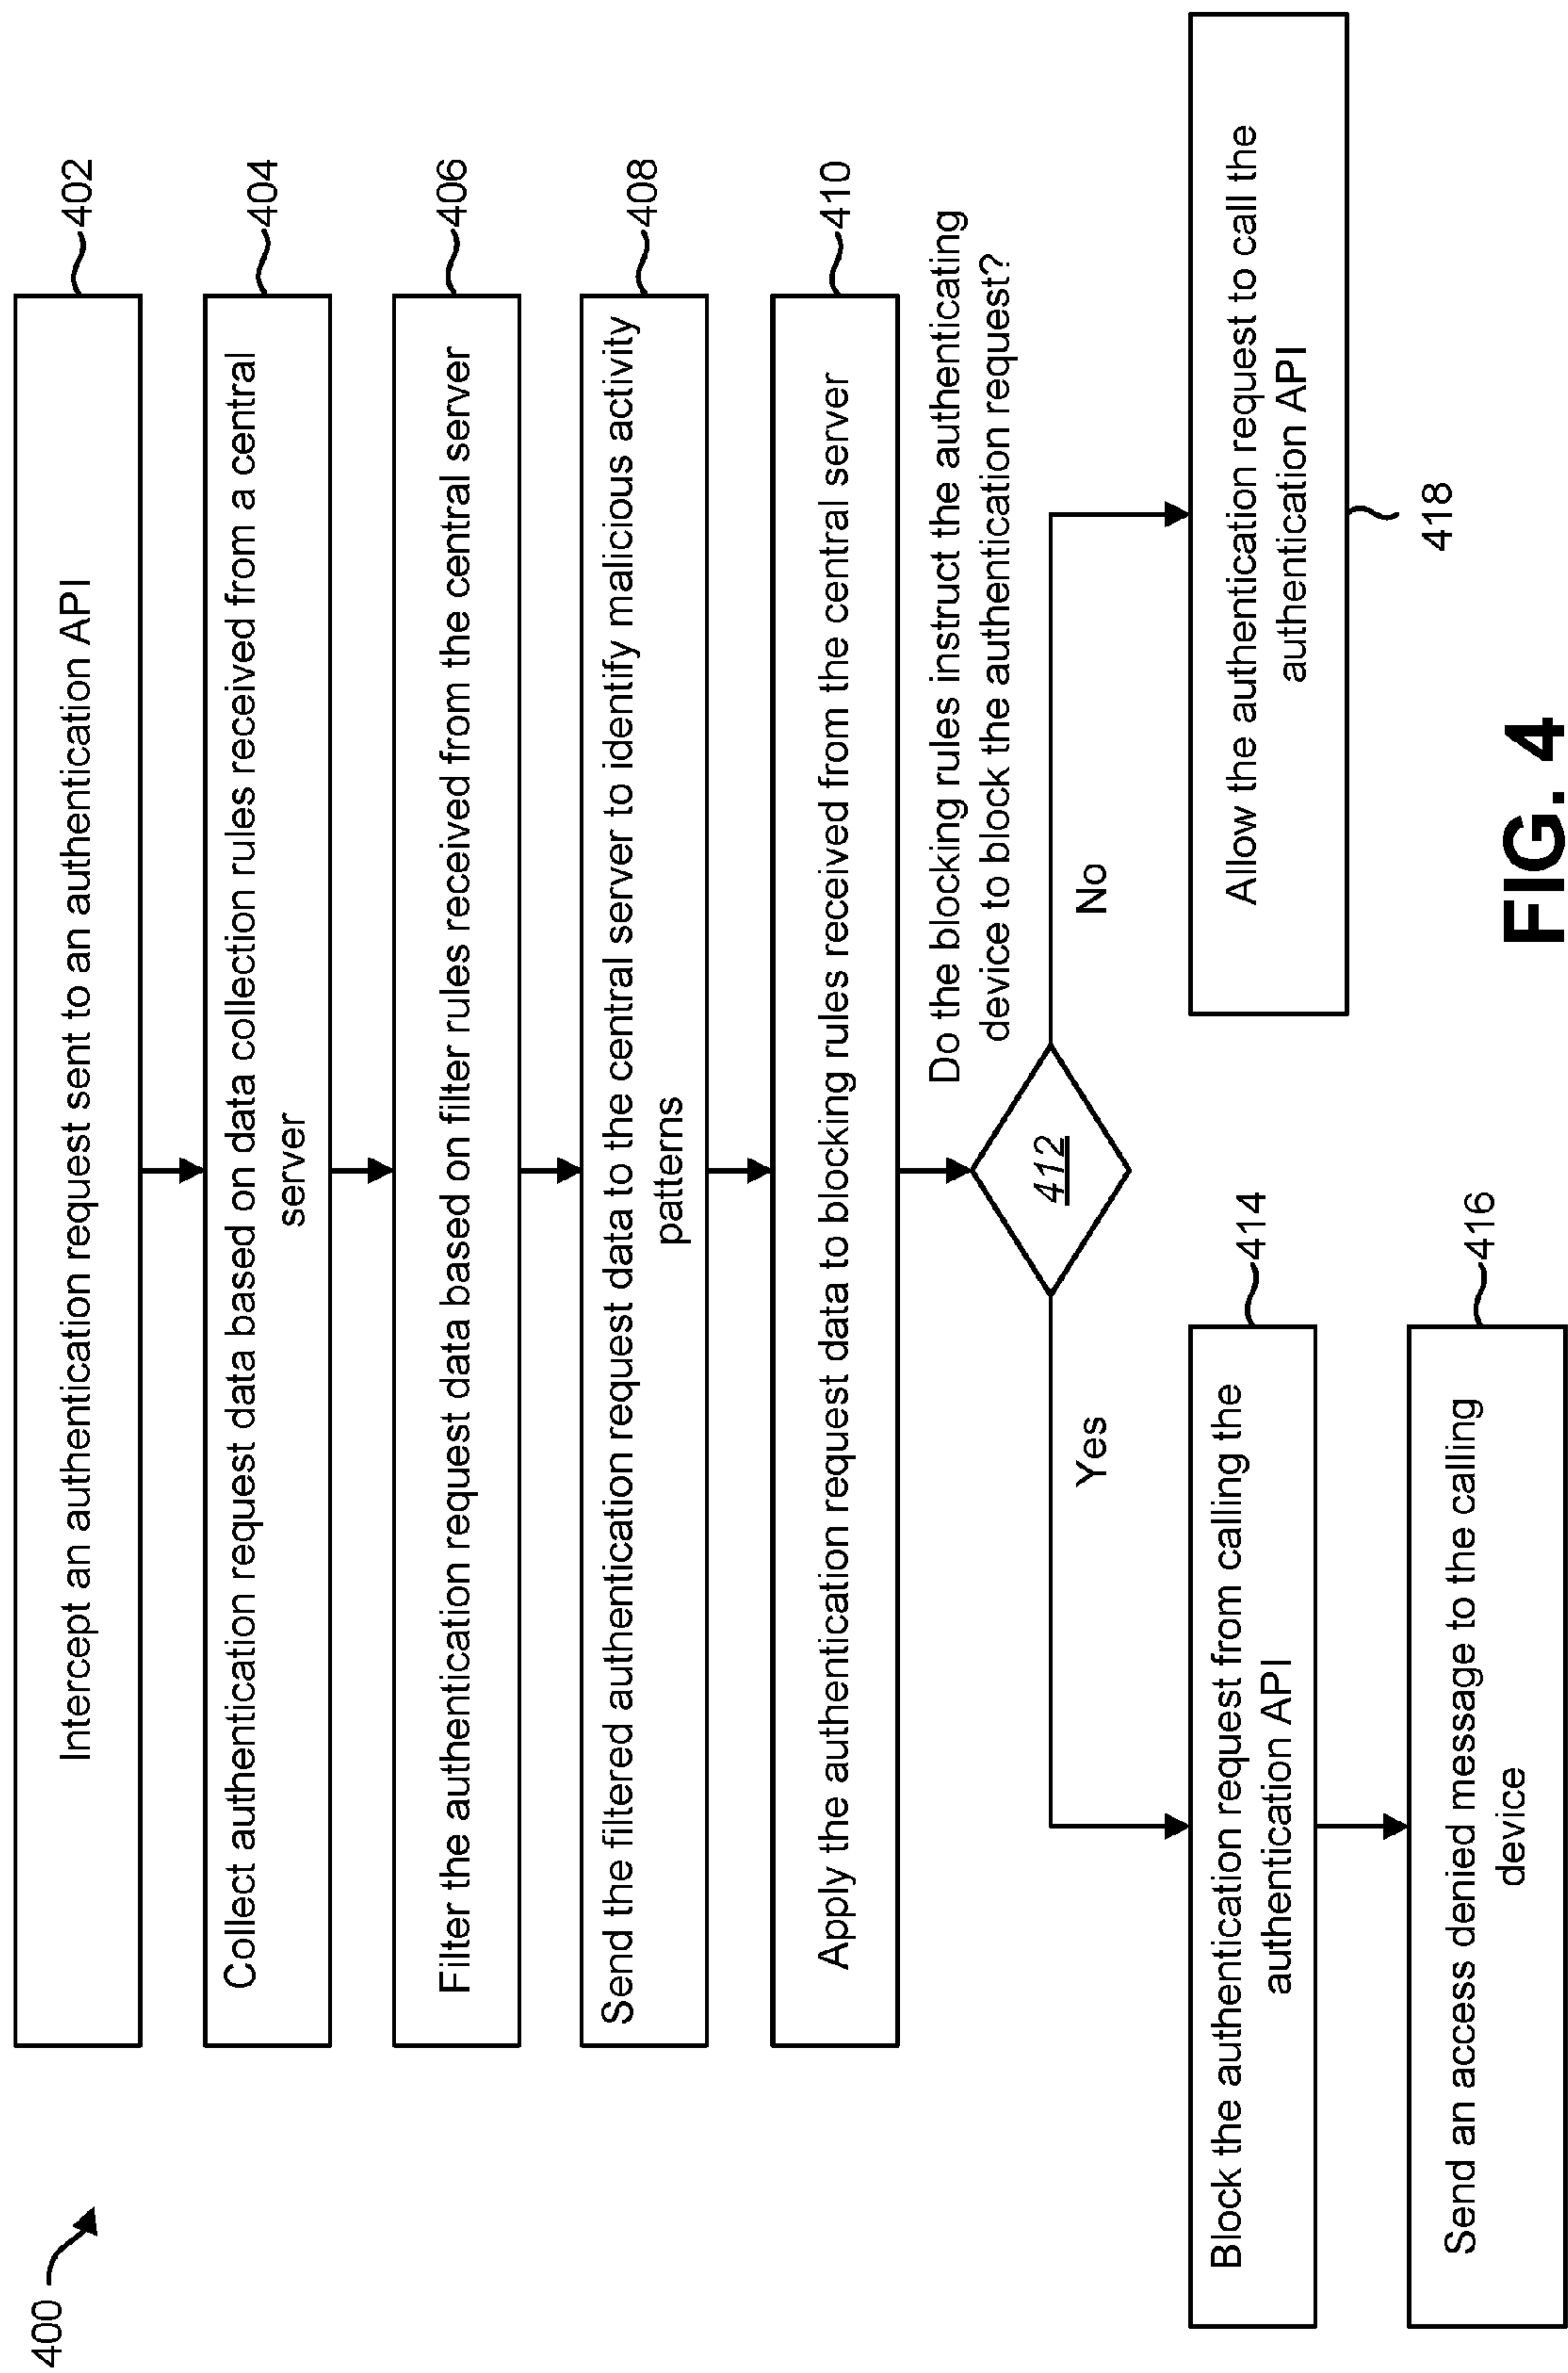 400
Intercept an authentication request sent to an authentication API
402
Collect authentication request data based on data collection rules received from a central
server
404
Filter the authentication request data based on filter rules received from the central server
406
Send the filtered authentication request data to the central server to identify malicious activity
patterns
408
Apply the authentication request data to blocking rules received from the central server
410
Do the blocking rules instruct the authenticating
device to block the authentication request?
412
Yes
No
Block the authentication request from calling the
authentication API
414
Send an access denied message to the calling
device
416
Allow the authentication request to call the
authentication API
418
FIG. 4